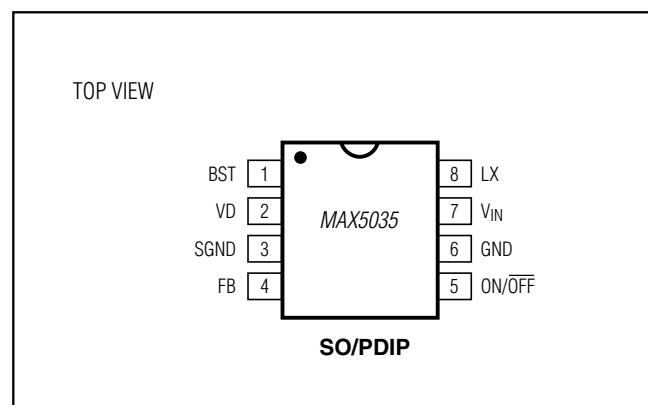 TOP VIEW
BST 1 8 LX
VD 2 MAX5035 7 VIN
SGND 3 6 GND
FB 4 5 ON/OFF
SO/PDIP